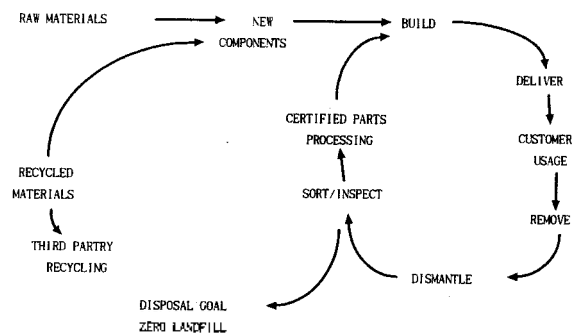 RAW MATERIALS
NEW
COMPONENTS
BUILD
DELIVER
CERTIFIED PARTS
PROCESSING
CUSTOMER
USAGE
RECYCLED
MATERIALS
SORT/INSPECT
REMOVE
THIRD PARTRY
RECYCLING
DISMANTLE
DISPOSAL GOAL
ZERO LANDFILL